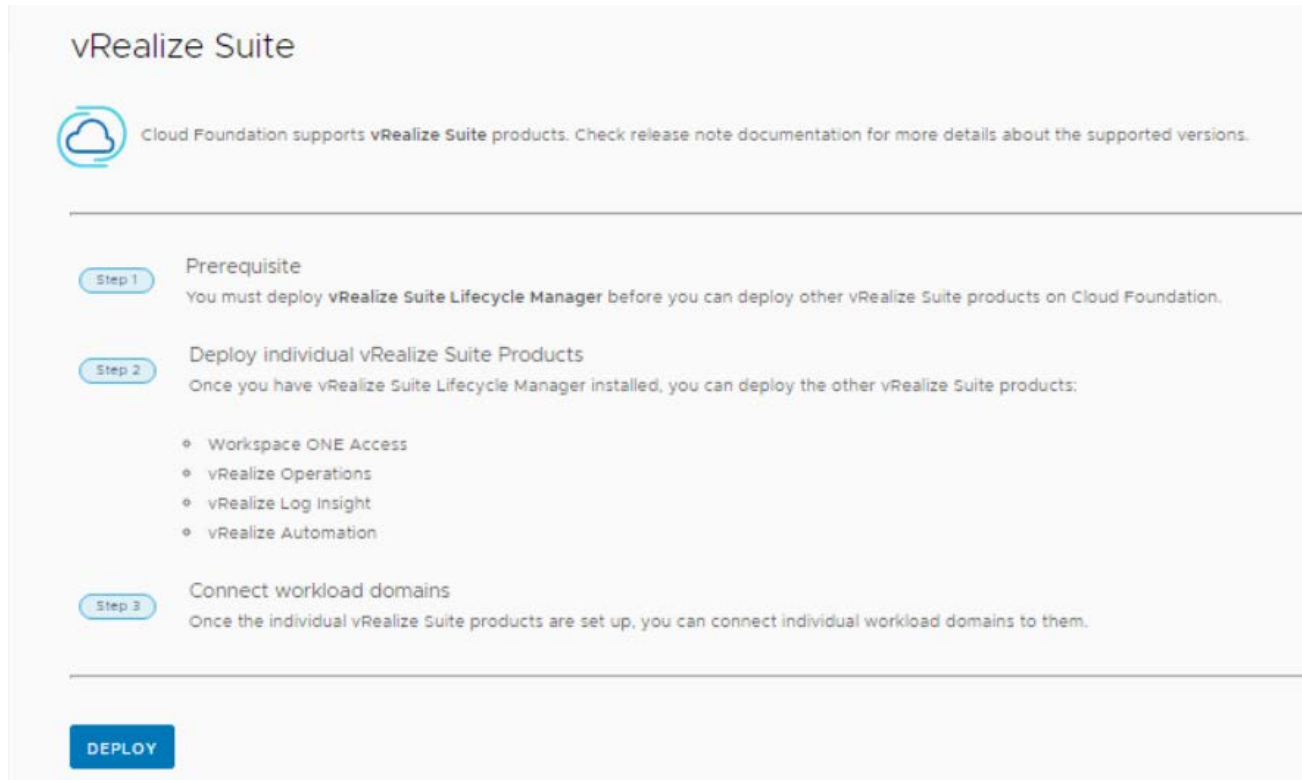 vRealize Suite
Cloud Foundation supports vRealize Suite products. Check release note documentation for more details about the supported versions.
Step 1
Prerequisite
You must deploy vRealize Suite Lifecycle Manager before you can deploy other vRealize Suite products on Cloud Foundation.
Step 2
Deploy individual vRealize Suite Products
Once you have vRealize Suite Lifecycle Manager installed, you can deploy the other vRealize Suite products:
Workspace ONE Access
vRealize Operations
vRealize Log Insight
vRealize Automation
Step 3
Connect workload domains
Once the individual vRealize Suite products are set up, you can connect individual workload domains to them.
DEPLOY